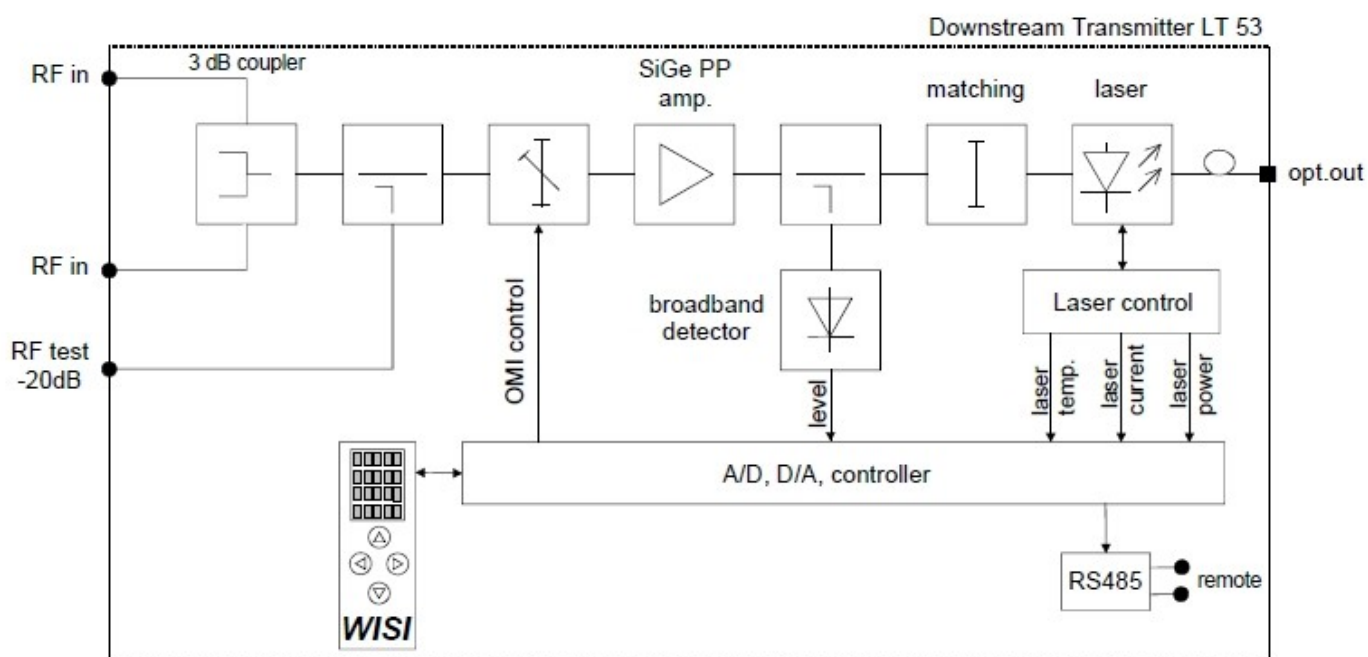 Downstream Transmitter LT 53
RF in
3 dB coupler
SiGe PP
amp.
matching
laser
opt.out
RF in
RF test
-20dB
OMI control
broadband
detector
level
Laser control
laser
temp.
laser
current
laser
power
A/D, D/A, controller
WISI
RS485
remote